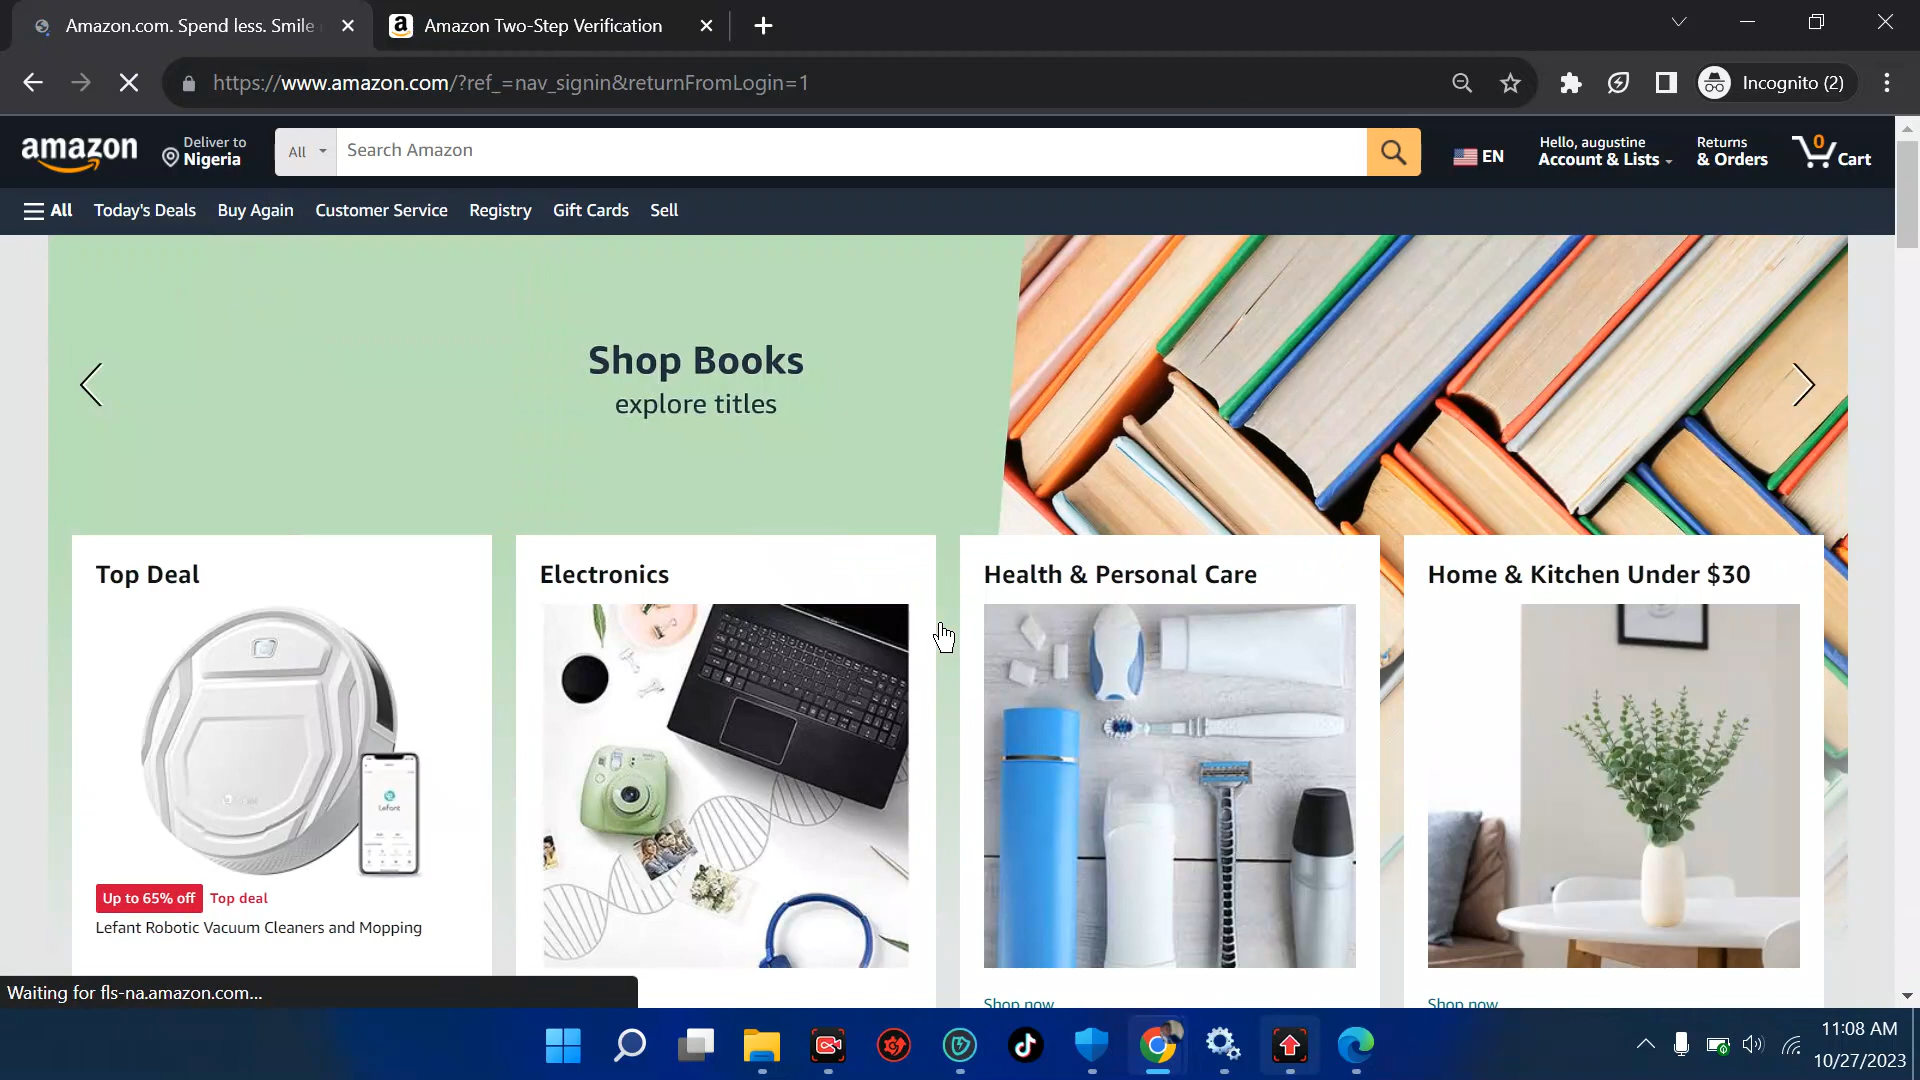 Amazon.com. Spend less. Smile
Amazon Two-Step Verification
https://www.amazon.com/?ref_=nav_signin&returnFromLogin=1
Incognito (2)
amazon
Deliver to
Nigeria
All
Search Amazon
EN
Hello, augustine
Account & Lists
Returns
& Orders
0
Cart
All
Today's Deals
Buy Again
Customer Service
Registry
Gift Cards
Sell
Shop Books
explore titles
Top Deal
Electronics
Health & Personal Care
Home & Kitchen Under $30
Lefant
Up to 65% off
Top deal
Lefant Robotic Vacuum Cleaners and Mopping
Shop now
Shop now
Waiting for fls-na.amazon.com...
11:08 AM
10/27/2023